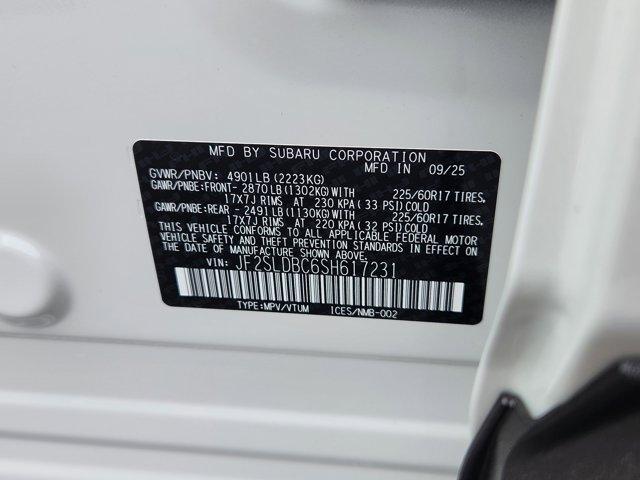 MFD BY SUBARU CORPORATION
MFD IN 09/25
GVWR/PNBV: 4901LB (2223KG)
GAWR/PNBE:FRONT- 2870LB (1302KG)WITH 225/60R17 TIRES.
17X7J RIMS AT 230 KPA (33 PSI)COLD
GAWR/PNBE:REAR - 2491LB (1130KG)WITH 225/60R17 TIRES.
17X7J RIMS AT 220 KPA (32 PSI)COLD
THIS VEHICLE CONFORMS TO ALL APPLICABLE FEDERAL MOTOR
VEHICLE SAFETY AND THEFT PREVENTION STANDARDS IN EFFECT ON
THE DATE OF MANUFACTURE SHOWN ABOVE.
VIN: JF2SLDBC6SH617231
TYPE:MPV/VTUM ICES/NMB-002